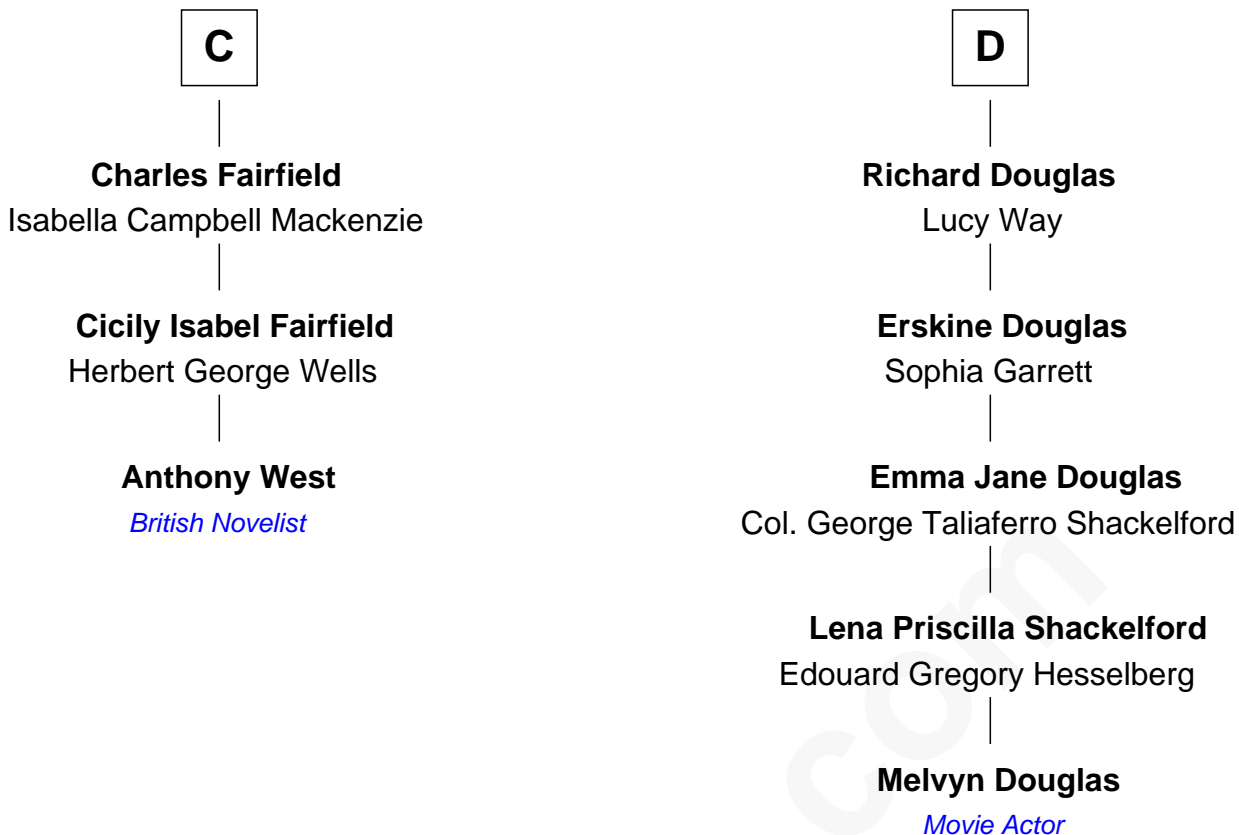 C
Charles Fairfield
Isabella Campbell Mackenzie
Cicily Isabel Fairfield
Herbert George Wells
Anthony West
British Novelist
D
Richard Douglas
Lucy Way
Erskine Douglas
Sophia Garrett
Emma Jane Douglas
Col. George Taliaferro Shackelford
Lena Priscilla Shackelford
Edouard Gregory Hesselberg
Melvyn Douglas
Movie Actor
com